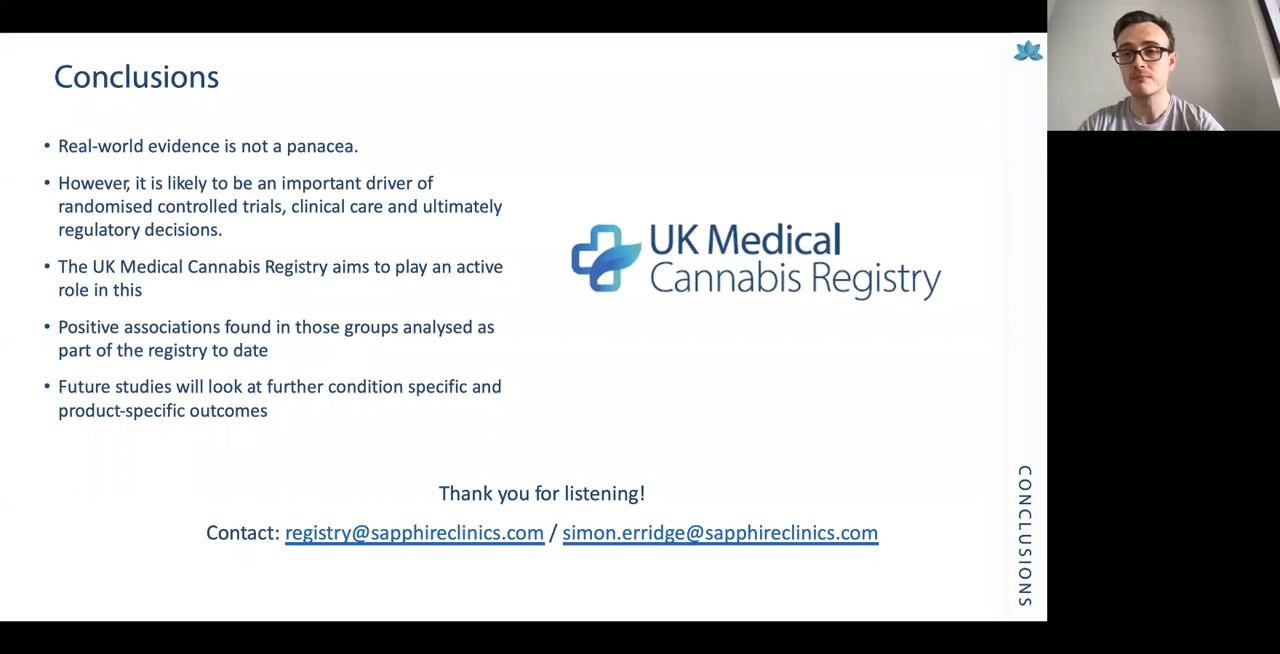 Conclusions
• Real-world evidence is not a panacea.
• However, it is likely to be an important driver of
randomised controlled trials, clinical care and ultimately
regulatory decisions.
• The UK Medical Cannabis Registry aims to play an active
role in this
• Positive associations found in those groups analysed as
part of the registry to date
• Future studies will look at further condition specific and
product-specific outcomes
UK Medical
Cannabis Registry
Thank you for listening!
Contact: registry@sapphireclinics.com / simon.erridge@sapphireclinics.com
CONCLUSIONS